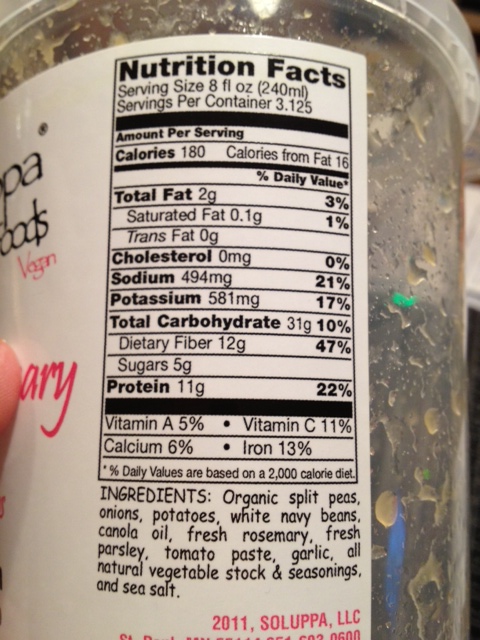 Nutrition Facts
Serving Size 8 fl oz (240ml)
Servings Per Container 3.125
Amount Per Serving
Calories 180 Calories from Fat 16
% Daily Value*
Total Fat 2g 3%
Saturated Fat 0.1g 1%
Trans Fat 0g
Cholesterol 0mg 0%
Sodium 494mg 21%
Potassium 581mg 17%
Total Carbohydrate 31g 10%
Dietary Fiber 12g 47%
Sugars 5g
Protein 11g 22%
Vitamin A 5% • Vitamin C 11%
Calcium 6% • Iron 13%
*% Daily Values are based on a 2,000 calorie diet.
INGREDIENTS: Organic split peas,
onions, potatoes, white navy beans,
canola oil, fresh rosemary, fresh
parsley, tomato paste, garlic, all
natural vegetable stock & seasonings,
and sea salt.
2011, SOLUPPA, LLC
pa
®
oods
Vegan
ary